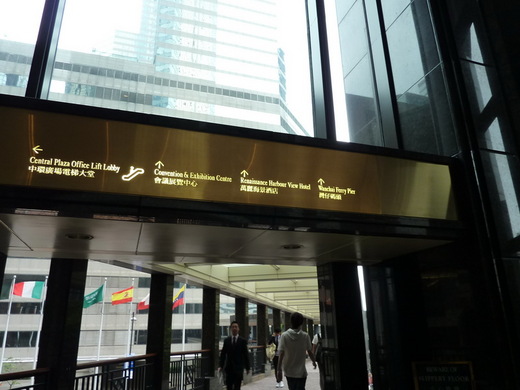 Central Plaza Office Lift Lobby
中環廣場電梯大堂
Convention & Exhibition Centre
會議展覽中心
Renaissance Harbour View Hotel
萬麗海景酒店
Wanchai Ferry Pier
灣仔碼頭